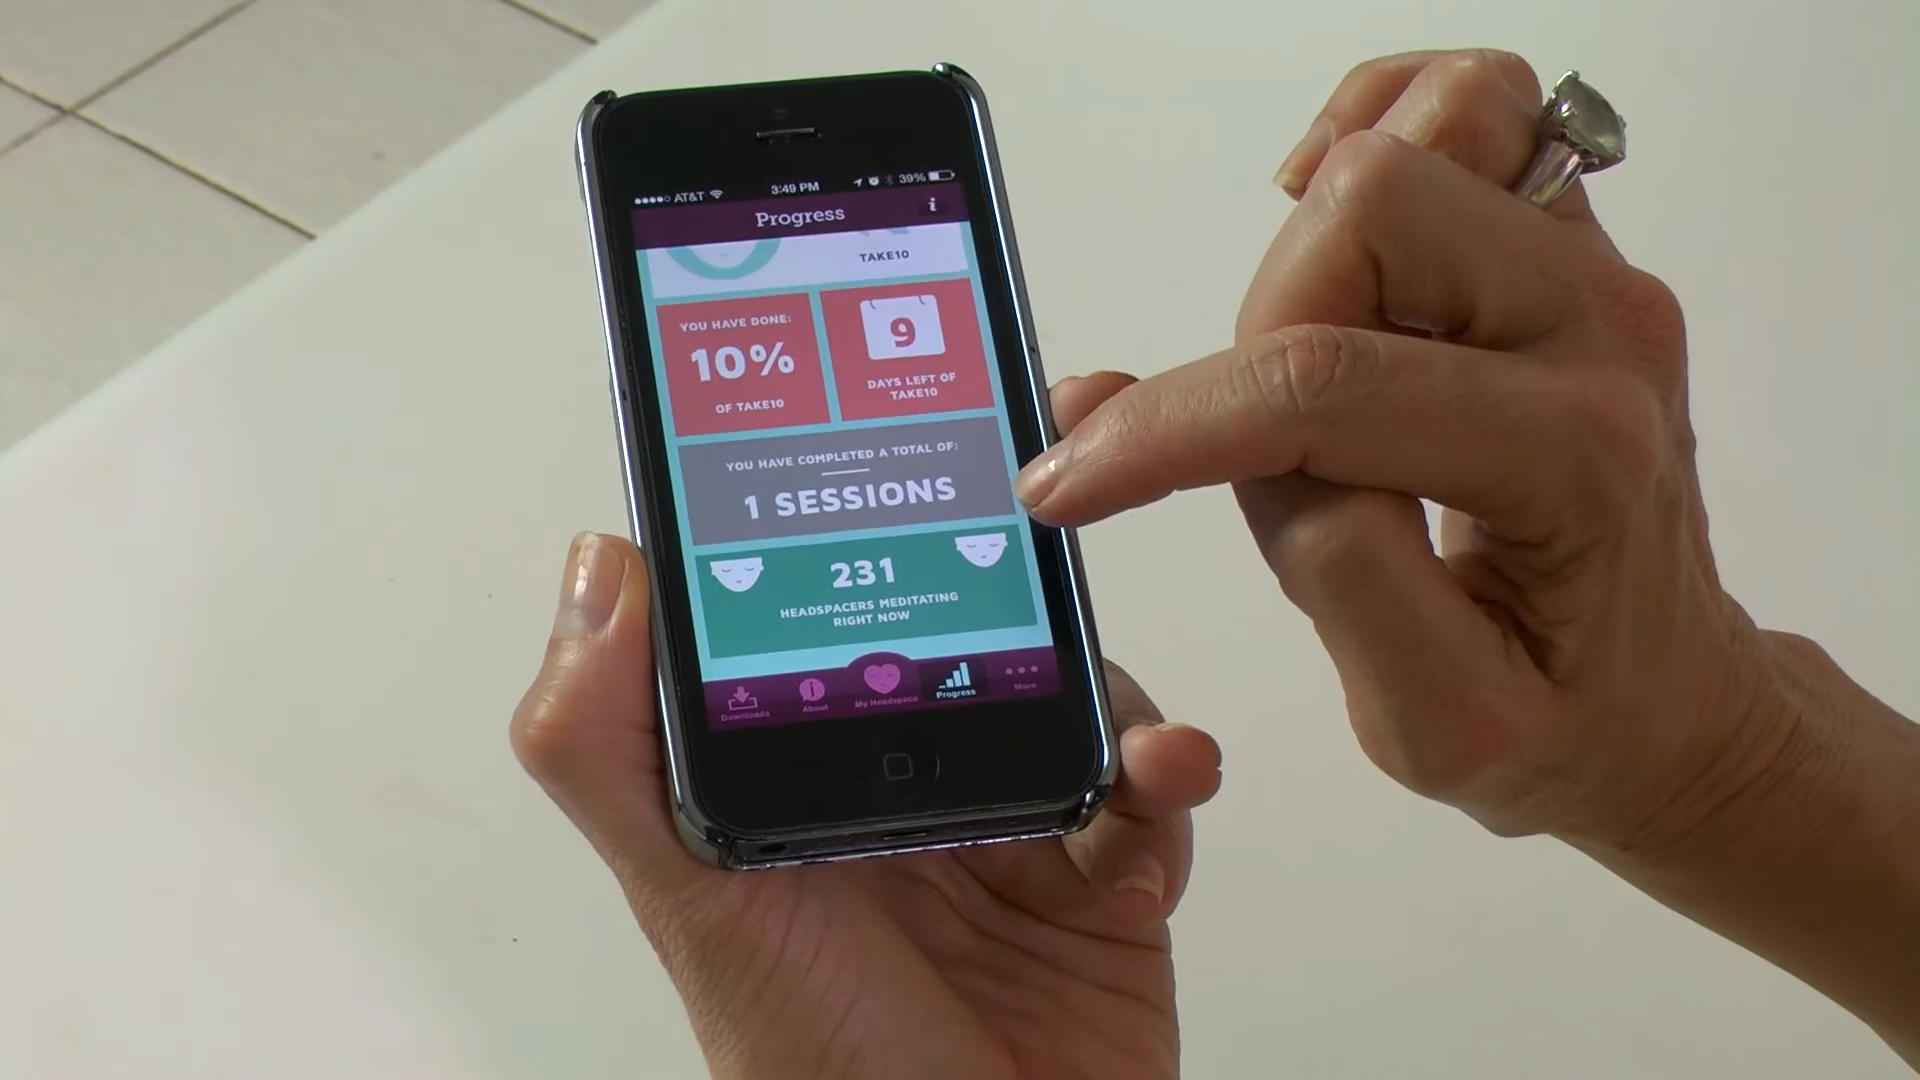 AT&T 3:49 PM 39%
Progress
TAKE10
YOU HAVE DONE:
10%
OF TAKE10
9
DAYS LEFT OF
TAKE10
YOU HAVE COMPLETED A TOTAL OF:
1 SESSIONS
231
HEADSPACERS MEDITATING
RIGHT NOW
Downloads About My Headspace Progress More